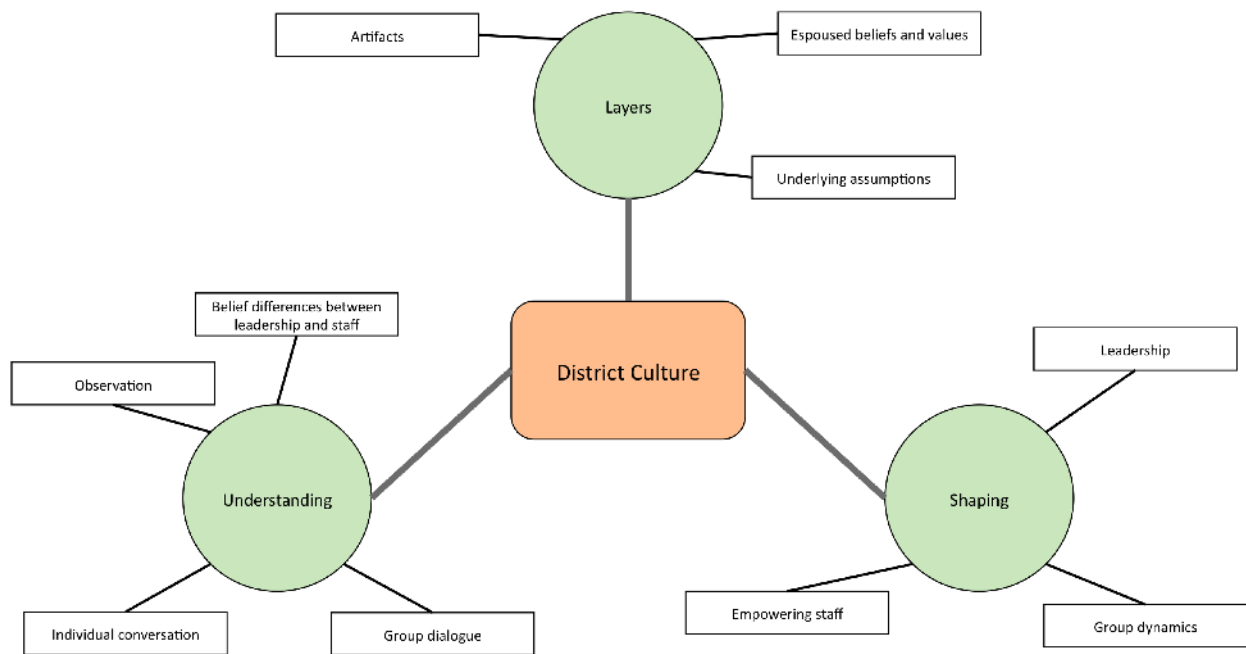 Artifacts
Espoused beliefs and values
Layers
Underlying assumptions
Belief differences between
leadership and staff
Observation
Understanding
Individual conversation
Group dialogue
District Culture
Leadership
Shaping
Empowering staff
Group dynamics